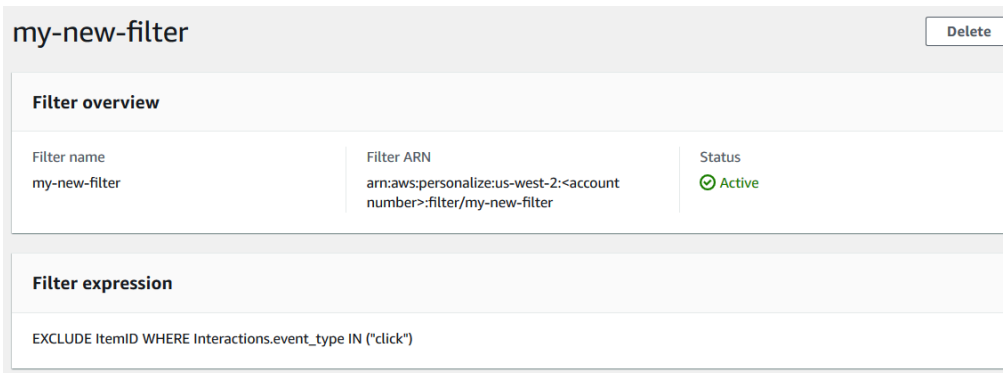 my-new-filter
Delete
Filter overview
Filter name
my-new-filter
Filter ARN
arn:aws:personalize:us-west-2:<account
number>:filter/my-new-filter
Status
Active
Filter expression
EXCLUDE ItemID WHERE Interactions.event_type IN ("click")